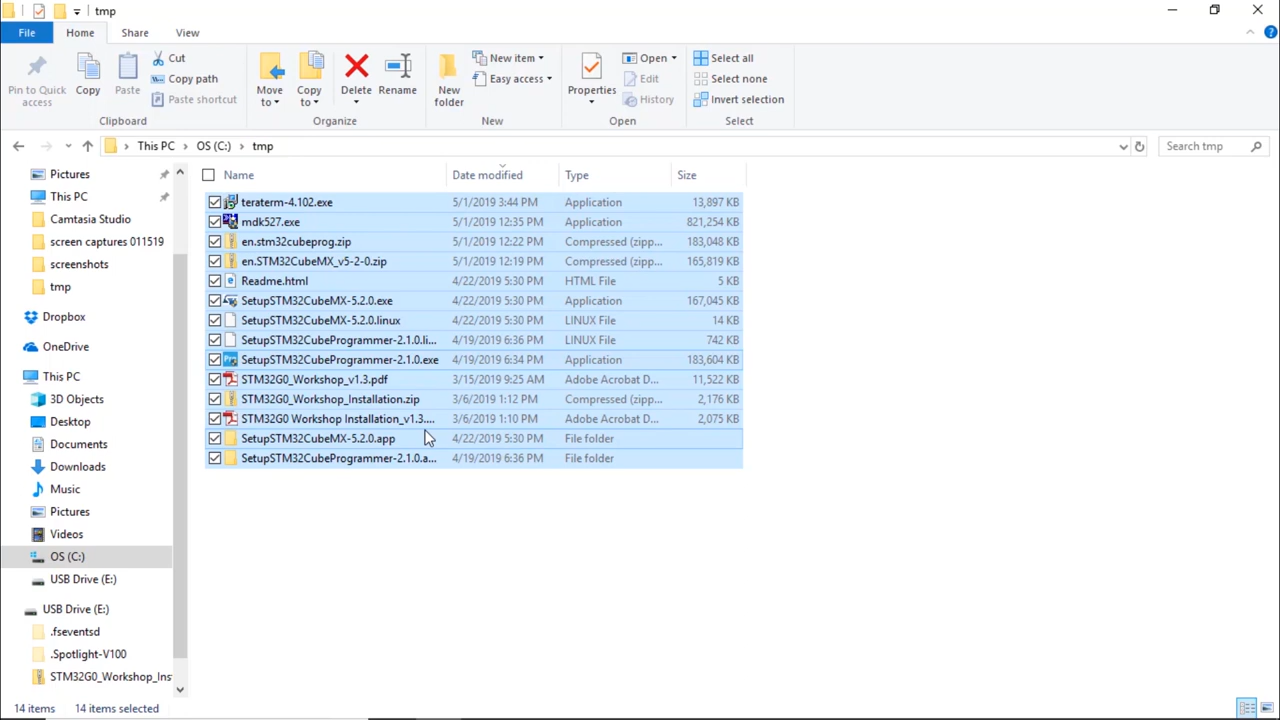 tmp
File Home Share View
Pin to Quick access
Copy
Paste
Cut
Copy path
Paste shortcut
Clipboard
Move to
Copy to
Delete
Rename
Organize
New folder
New item
Easy access
New
Properties
Open
Edit
History
Open
Select all
Select none
Invert selection
Select
This PC > OS (C:) > tmp
Search tmp
Pictures
This PC
Camtasia Studio
screen captures 011519
screenshots
tmp
Dropbox
OneDrive
This PC
3D Objects
Desktop
Documents
Downloads
Music
Pictures
Videos
OS (C:)
USB Drive (E:)
USB Drive (E:)
.fseventsd
.Spotlight-V100
STM32G0_Workshop_Ins
Name Date modified Type Size
teraterm-4.102.exe 5/1/2019 3:44 PM Application 13,897 KB
mdk527.exe 5/1/2019 12:35 PM Application 821,254 KB
en.stm32cubeprog.zip 5/1/2019 12:22 PM Compressed (zipp... 183,048 KB
en.STM32CubeMX_v5-2-0.zip 5/1/2019 12:19 PM Compressed (zipp... 165,819 KB
Readme.html 4/22/2019 5:30 PM HTML File 5 KB
SetupSTM32CubeMX-5.2.0.exe 4/22/2019 5:30 PM Application 167,045 KB
SetupSTM32CubeMX-5.2.0.linux 4/22/2019 5:30 PM LINUX File 14 KB
SetupSTM32CubeProgrammer-2.1.0.li... 4/19/2019 6:36 PM LINUX File 742 KB
SetupSTM32CubeProgrammer-2.1.0.exe 4/19/2019 6:34 PM Application 183,604 KB
STM32G0_Workshop_v1.3.pdf 3/15/2019 9:25 AM Adobe Acrobat D... 11,522 KB
STM32G0_Workshop_Installation.zip 3/6/2019 1:12 PM Compressed (zipp... 2,176 KB
STM32G0 Workshop Installation_v1.3.... 3/6/2019 1:10 PM Adobe Acrobat D... 2,075 KB
SetupSTM32CubeMX-5.2.0.app 4/22/2019 5:30 PM File folder
SetupSTM32CubeProgrammer-2.1.0.a... 4/19/2019 6:36 PM File folder
14 items 14 items selected